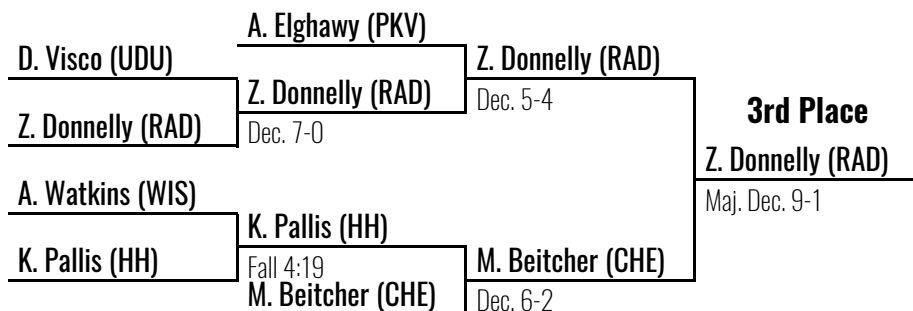 A. Elghawy (PKV)
D. Visco (UDU)
Z. Donnelly (RAD)
Z. Donnelly (RAD)
Dec. 5-4
Z. Donnelly (RAD)
Dec. 7-0
3rd Place
Z. Donnelly (RAD)
Maj. Dec. 9-1
A. Watkins (WIS)
K. Pallis (HH)
K. Pallis (HH)
Fall 4:19
M. Beitcher (CHE)
M. Beitcher (CHE)
Dec. 6-2